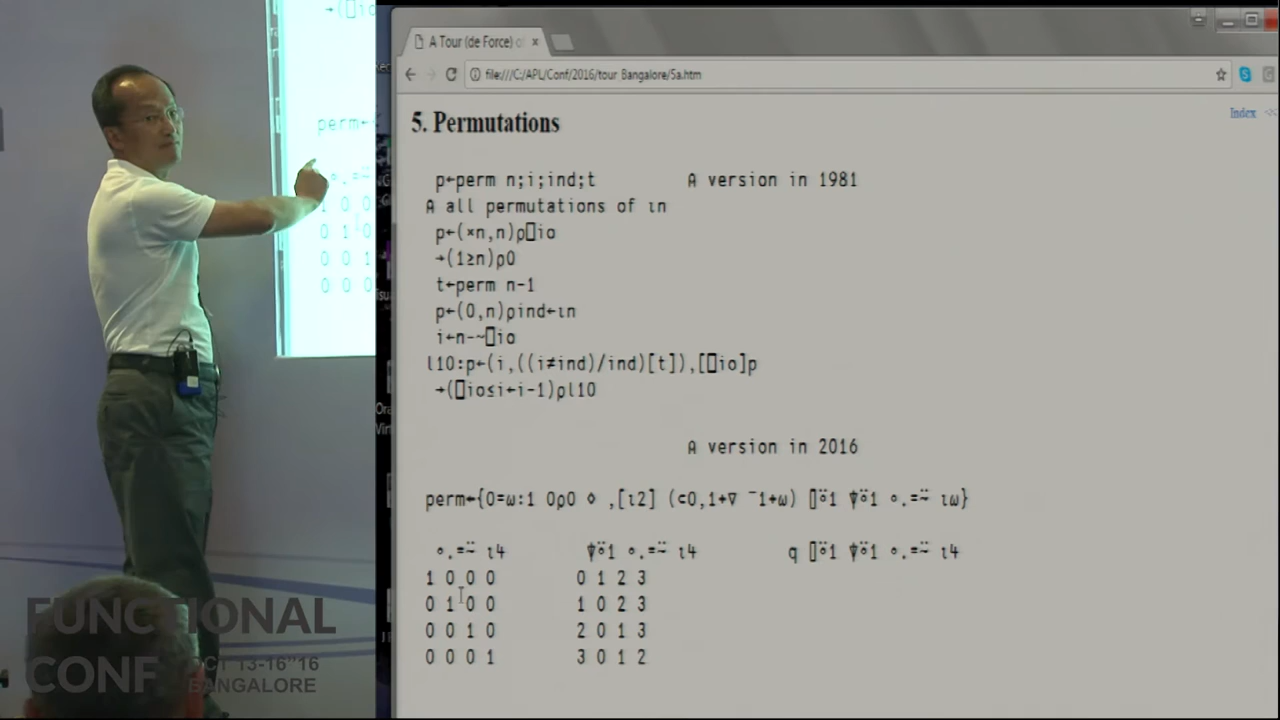 A Tour (de Force) of
file:///C:/APL/Conf/2016/tour Bangalore/5a.htm
Index
5. Permutations
p←perm n;i;ind;t ⍝ version in 1981
⍝ all permutations of ⍳n
p←(×n,n)⍴⎕io
→(1≥n)⍴0
t←perm n-1
p←(0,n)⍴ind←⍳n
i←n-~⎕io
l10:p←(i,((i≠ind)/ind)[t]),[⎕io]p
→(⎕io≤i←i-1)⍴l10
⍝ version in 2016
perm←{0=⍵:1 0⍴0 ⋄ ,[⍳2] (⊂0,1+∇ ¯1+⍵) ⌷⍤1 ⍒⍤1 ∘.=⍨ ⍳⍵}
∘.=⍨ ⍳4 ⍒⍤1 ∘.=⍨ ⍳4 q ⌷⍤1 ⍒⍤1 ∘.=⍨ ⍳4
1 0 0 0 0 1 2 3
0 1 0 0 1 0 2 3
0 0 1 0 2 0 1 3
0 0 0 1 3 0 1 2
perm←
1 0 0
0 1 0
0 0 1
0 0 0
FUNCTIONAL
CONF
OCT 13-16"16
BANGALORE